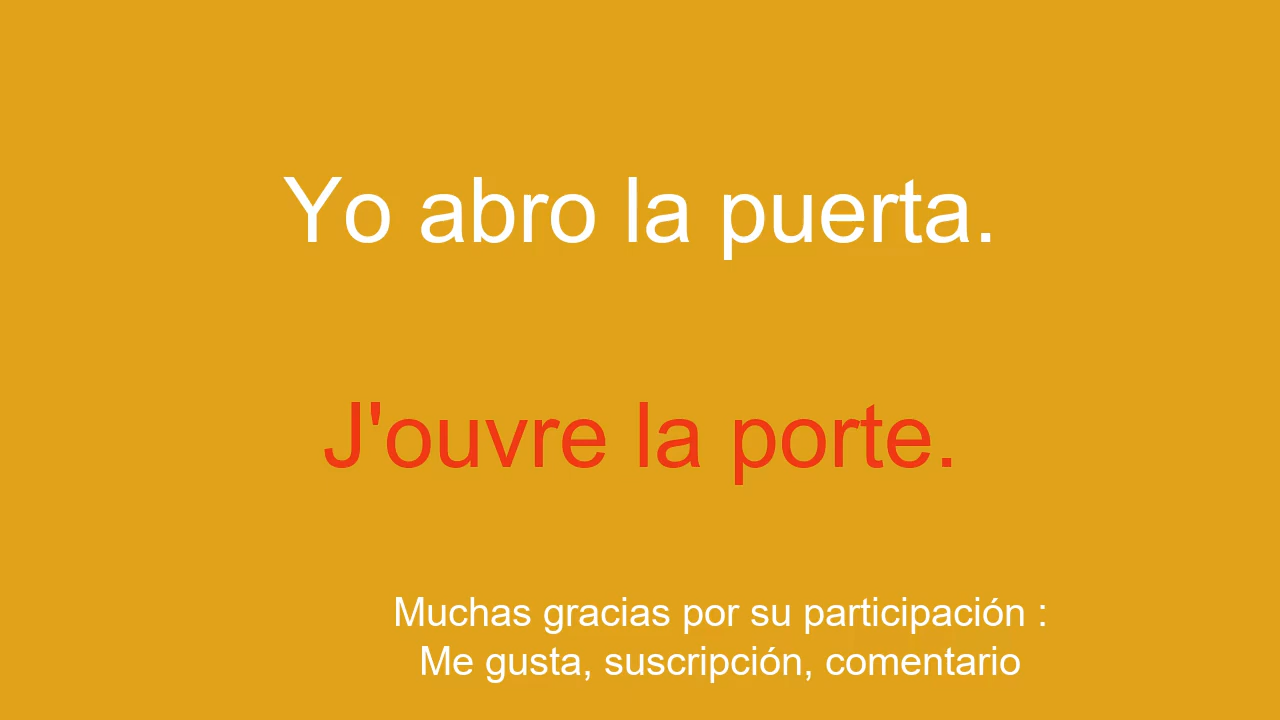 Yo abro la puerta.
J'ouvre la porte.
Muchas gracias por su participación :
Me gusta, suscripción, comentario